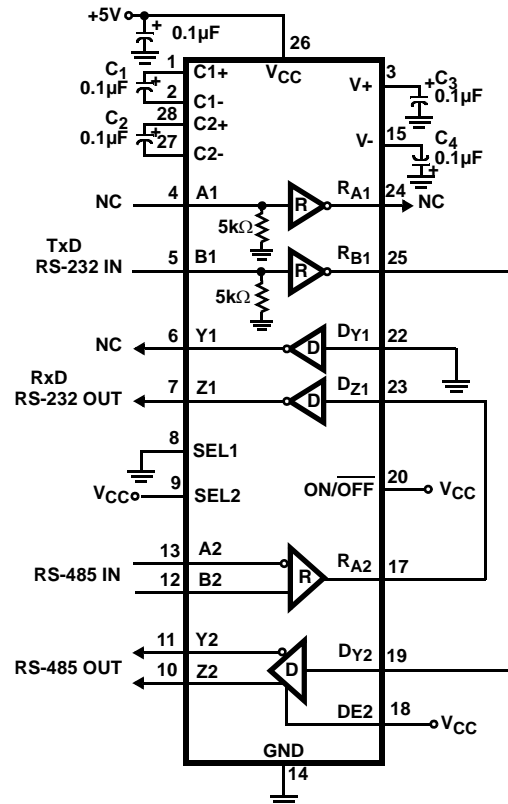 +5V
0.1µF
26
VCC
1
C1+
C1
0.1µF
2
C1-
28
C2+
C2
0.1µF
27
C2-
3
V+
C3
0.1µF
15
V-
C4
0.1µF
NC
4
A1
R
RA1
24
NC
5kΩ
TxD
RS-232 IN
5
B1
R
RB1
25
5kΩ
NC
6
Y1
D
DY1
22
RxD
RS-232 OUT
7
Z1
D
DZ1
23
8
SEL1
VCC
9
SEL2
ON/OFF
20
VCC
RS-485 IN
13
A2
12
B2
R
RA2
17
RS-485 OUT
11
Y2
10
Z2
D
DY2
19
DE2
18
VCC
GND
14